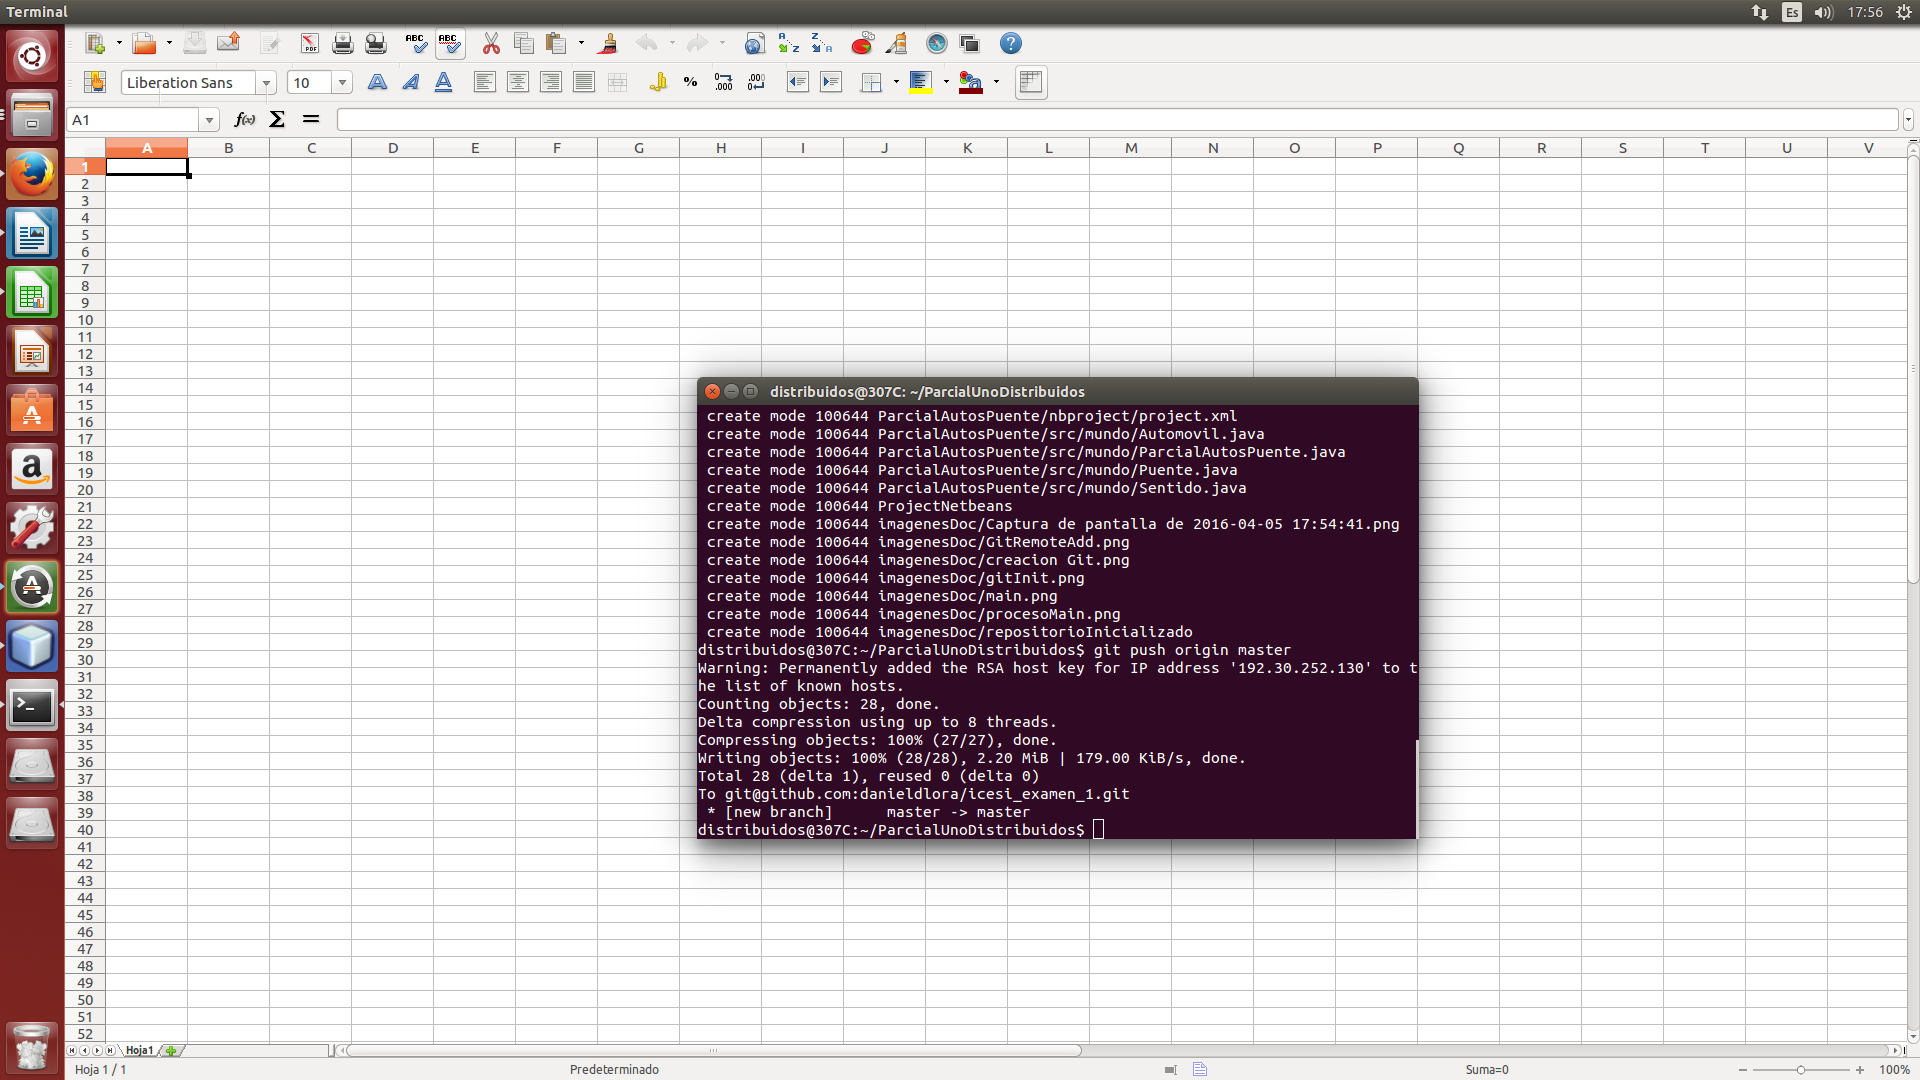 Terminal
Es
17:56
Liberation Sans
10
A1
A B C D E F G H I J K L M N O P Q R S T U V
1
2
3
4
5
6
7
8
9
10
11
12
13
14
15
16
17
18
19
20
21
22
23
24
25
26
27
28
29
30
31
32
33
34
35
36
37
38
39
40
41
42
43
44
45
46
47
48
49
50
51
52
distribuidos@307C: ~/ParcialUnoDistribuidos
create mode 100644 ParcialAutosPuente/nbproject/project.xml
create mode 100644 ParcialAutosPuente/src/mundo/Automovil.java
create mode 100644 ParcialAutosPuente/src/mundo/ParcialAutosPuente.java
create mode 100644 ParcialAutosPuente/src/mundo/Puente.java
create mode 100644 ParcialAutosPuente/src/mundo/Sentido.java
create mode 100644 ProjectNetbeans
create mode 100644 imagenesDoc/Captura de pantalla de 2016-04-05 17:54:41.png
create mode 100644 imagenesDoc/GitRemoteAdd.png
create mode 100644 imagenesDoc/creacion Git.png
create mode 100644 imagenesDoc/gitInit.png
create mode 100644 imagenesDoc/main.png
create mode 100644 imagenesDoc/procesoMain.png
create mode 100644 imagenesDoc/repositorioInicializado
distribuidos@307C:~/ParcialUnoDistribuidos$ git push origin master
Warning: Permanently added the RSA host key for IP address '192.30.252.130' to t
he list of known hosts.
Counting objects: 28, done.
Delta compression using up to 8 threads.
Compressing objects: 100% (27/27), done.
Writing objects: 100% (28/28), 2.20 MiB | 179.00 KiB/s, done.
Total 28 (delta 1), reused 0 (delta 0)
To git@github.com:danieldlora/icesi_examen_1.git
* [new branch]      master -> master
distribuidos@307C:~/ParcialUnoDistribuidos$
Hoja1
Hoja 1 / 1
Predeterminado
Suma=0
100%